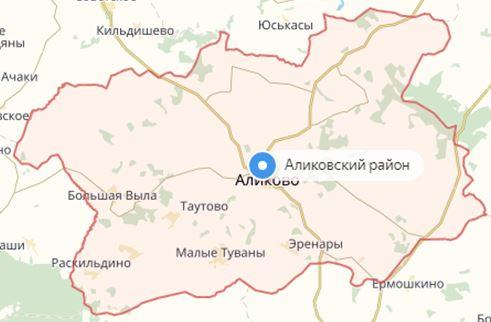 Кильдишево
Юськасы
Ачаки
Аликовский район
Аликово
Большая Выла
Таутово
Эренары
Малые Туваны
Раскильдино
Ермошкино